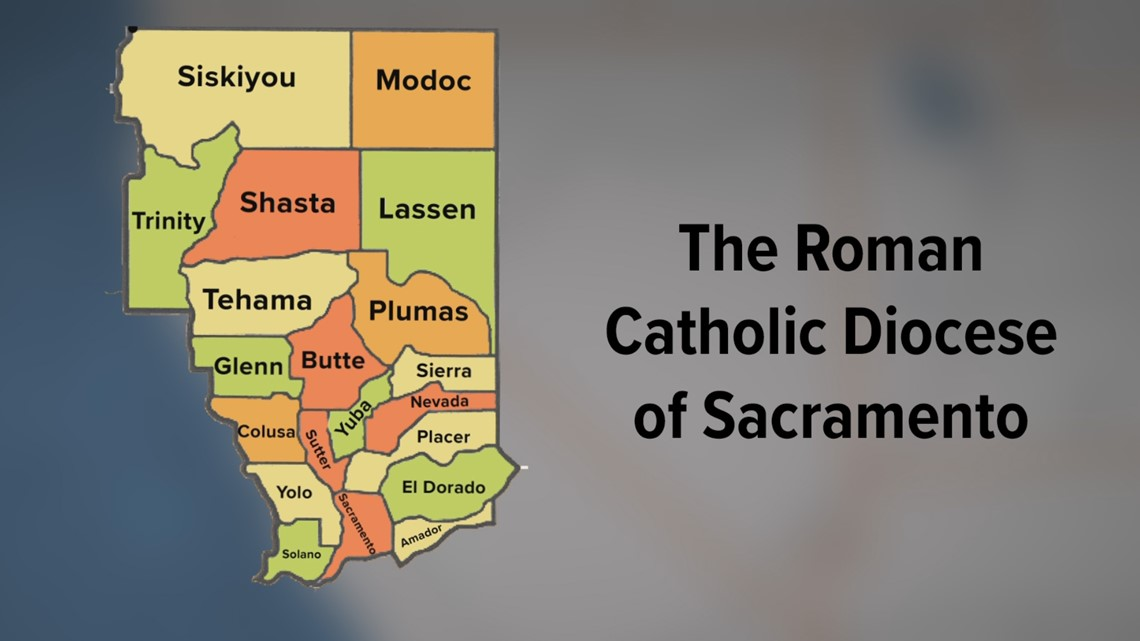 Siskiyou
Modoc
Trinity
Shasta
Lassen
Tehama
Plumas
Glenn
Butte
Sierra
Yuba
Nevada
Colusa
Sutter
Placer
Yolo
Sacramento
El Dorado
Solano
Amador
The Roman
Catholic Diocese
of Sacramento